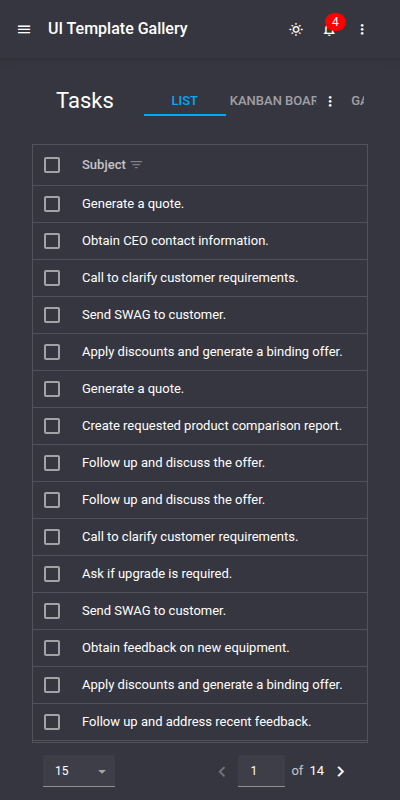 UI Template Gallery
4
Tasks
LIST
KANBAN BOAR
GA
Subject
Generate a quote.
Obtain CEO contact information.
Call to clarify customer requirements.
Send SWAG to customer.
Apply discounts and generate a binding offer.
Generate a quote.
Create requested product comparison report.
Follow up and discuss the offer.
Follow up and discuss the offer.
Call to clarify customer requirements.
Ask if upgrade is required.
Send SWAG to customer.
Obtain feedback on new equipment.
Apply discounts and generate a binding offer.
Follow up and address recent feedback.
15
1 of 14